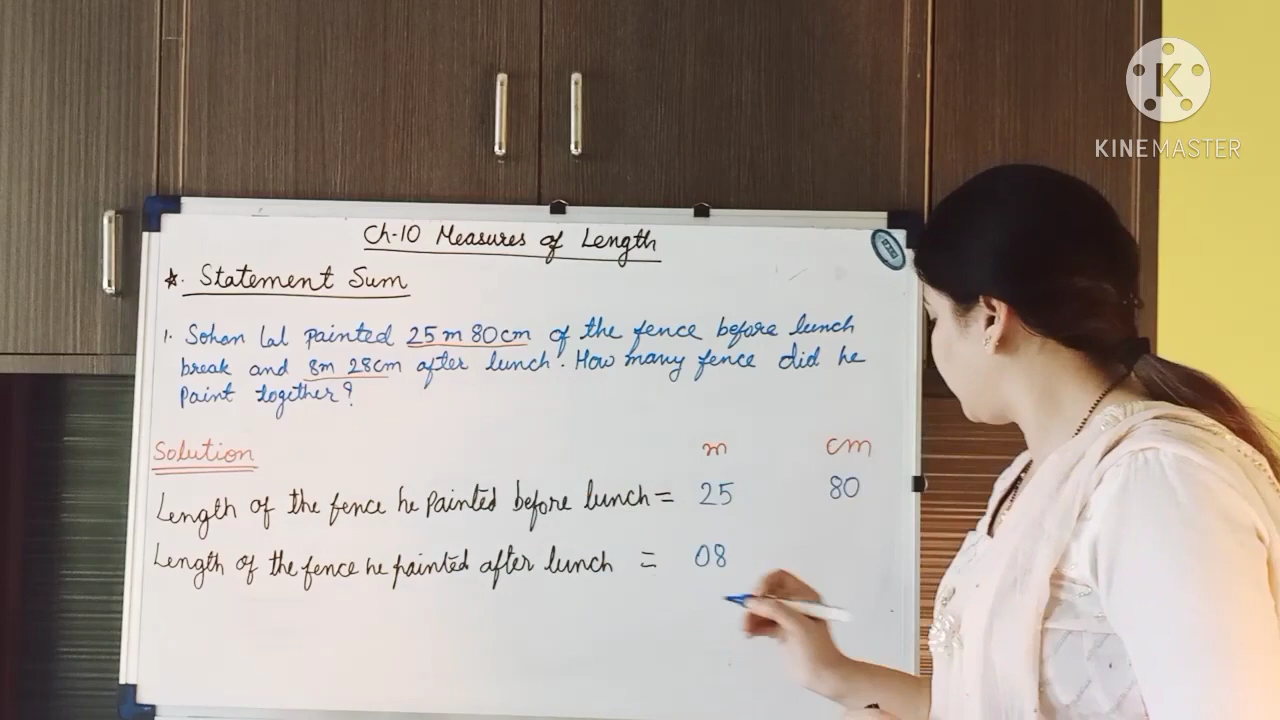 K
KINEMASTER
Ch-10 Measures of Length
☆. Statement Sum
1. Sohan Lal painted 25 m 80cm of the fence before lunch
break and 8m 28cm after lunch. How many fence did he
Paint together?
Solution m cm
Length of the fence he Painted before lunch = 25 80
Length of the fence he painted after lunch = 08